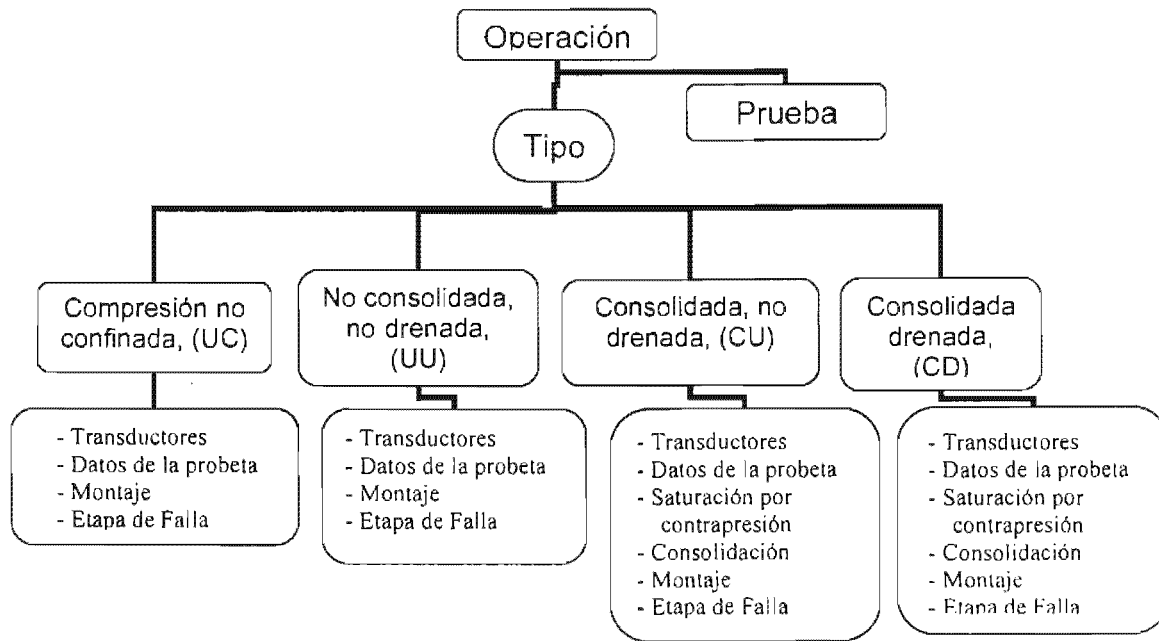 Operación
Prueba
Tipo
Compresión no
confinada, (UC)
No consolidada,
no drenada,
(UU)
Consolidada, no
drenada, (CU)
Consolidada
drenada,
(CD)
- Transductores
- Datos de la probeta
- Montaje
- Etapa de Falla
- Transductores
- Datos de la probeta
- Montaje
- Etapa de Falla
- Transductores
- Datos de la probeta
- Saturación por
contrapresión
- Consolidación
- Montaje
- Etapa de Falla
- Transductores
- Datos de la probeta
- Saturación por
contrapresión
- Consolidación
- Montaje
- Etapa de Falla